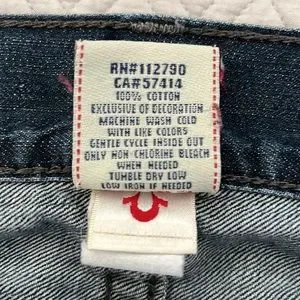 RN#112790
CA#57414
100% COTTON
EXCLUSIVE OF DECORATION
MACHINE WASH COLD
WITH LIKE COLORS
GENTLE CYCLE INSIDE OUT
ONLY NON-CHLORINE BLEACH
WHEN NEEDED
TUMBLE DRY LOW
LOW IRON IF NEEDED